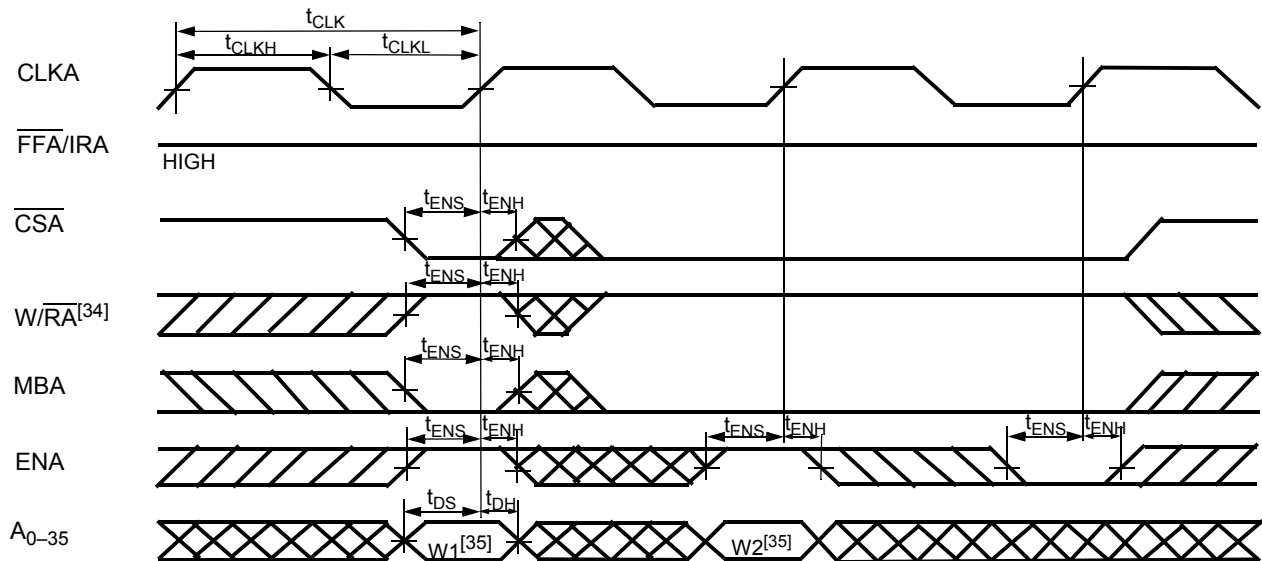 tCLK
tCLKH tCLKL
CLKA
FFA/IRA
HIGH
tENS tENH
CSA
tENS tENH
W/RA[34]
tENS tENH
MBA
tENS tENH tENS tENH tENS tENH
ENA
tDS tDH
A0–35
W1[35] W2[35]